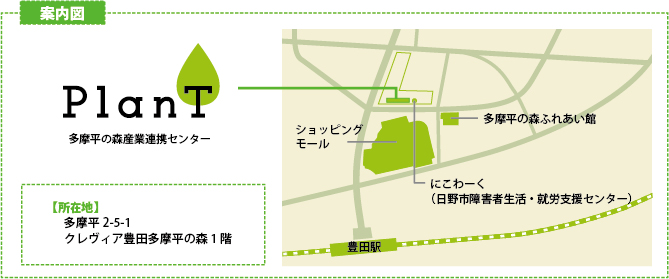 案内図
PlanT
多摩平の森産業連携センター
【所在地】
多摩平 2-5-1
クレヴィア豊田多摩平の森 1 階
ショッピング
モール
多摩平の森ふれあい館
にこわーく
（日野市障害者生活・就労支援センター）
豊田駅